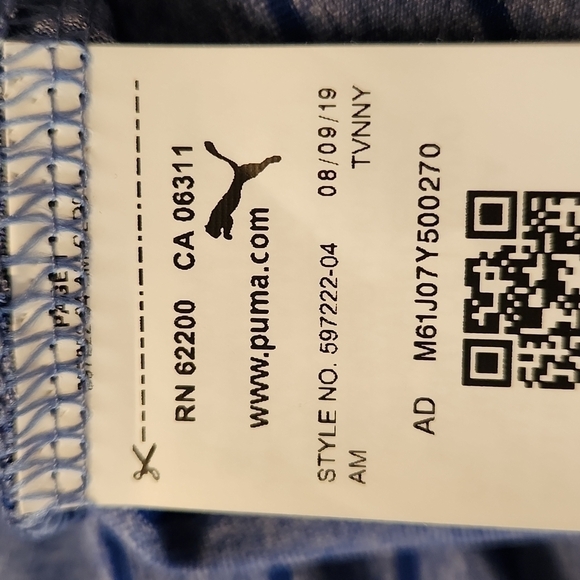 RN 62200 CA 06311
www.puma.com
STYLE NO. 597222-04 08/09/19
AM TVNNY
AD M61J07Y500270